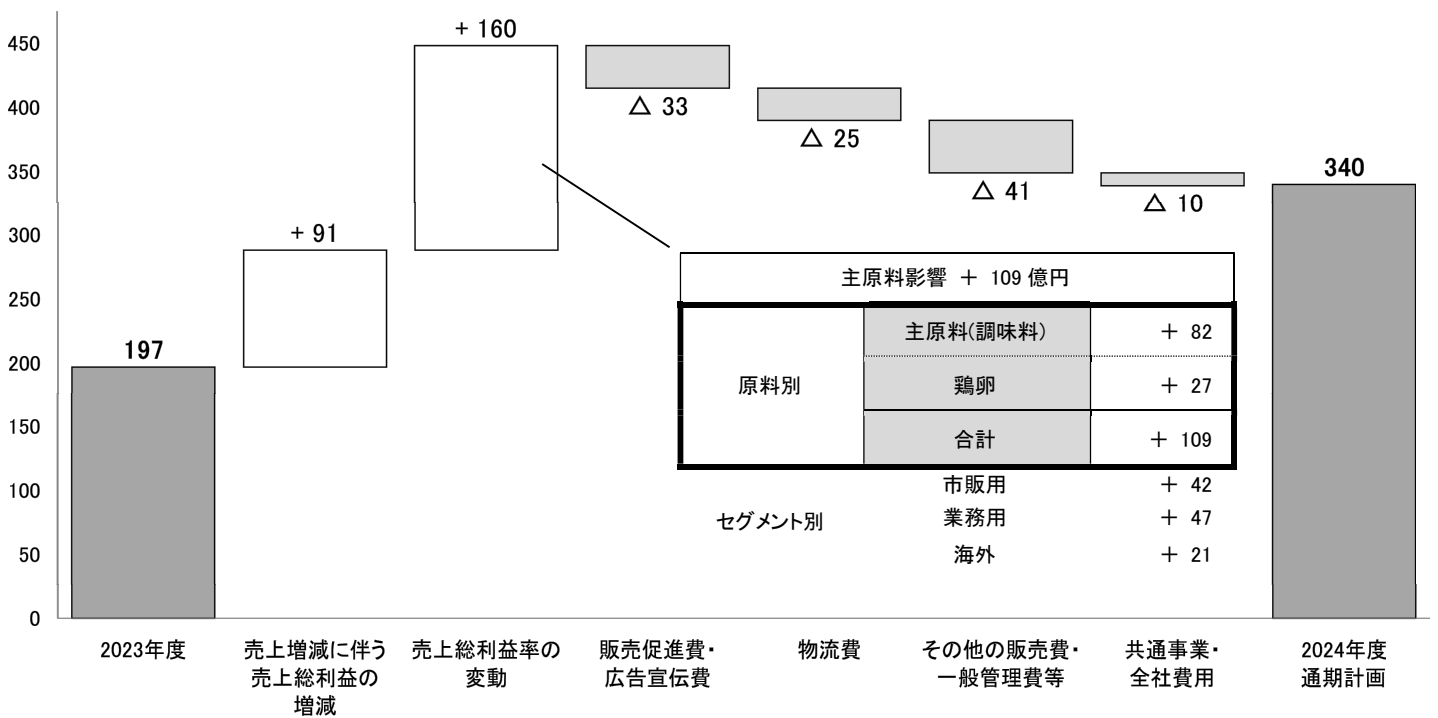 450
400
350
300
250
200
150
100
50
0
197
+ 91
+ 160
△ 33
△ 25
△ 41
△ 10
340
主原料影響 + 109 億円
原料別
主原料(調味料) + 82
鶏卵 + 27
合計 + 109
セグメント別
市販用 + 42
業務用 + 47
海外 + 21
2023年度
売上増減に伴う
売上総利益の
増減
売上総利益率の
変動
販売促進費・
広告宣伝費
物流費
その他の販売費・
一般管理費等
共通事業・
全社費用
2024年度
通期計画